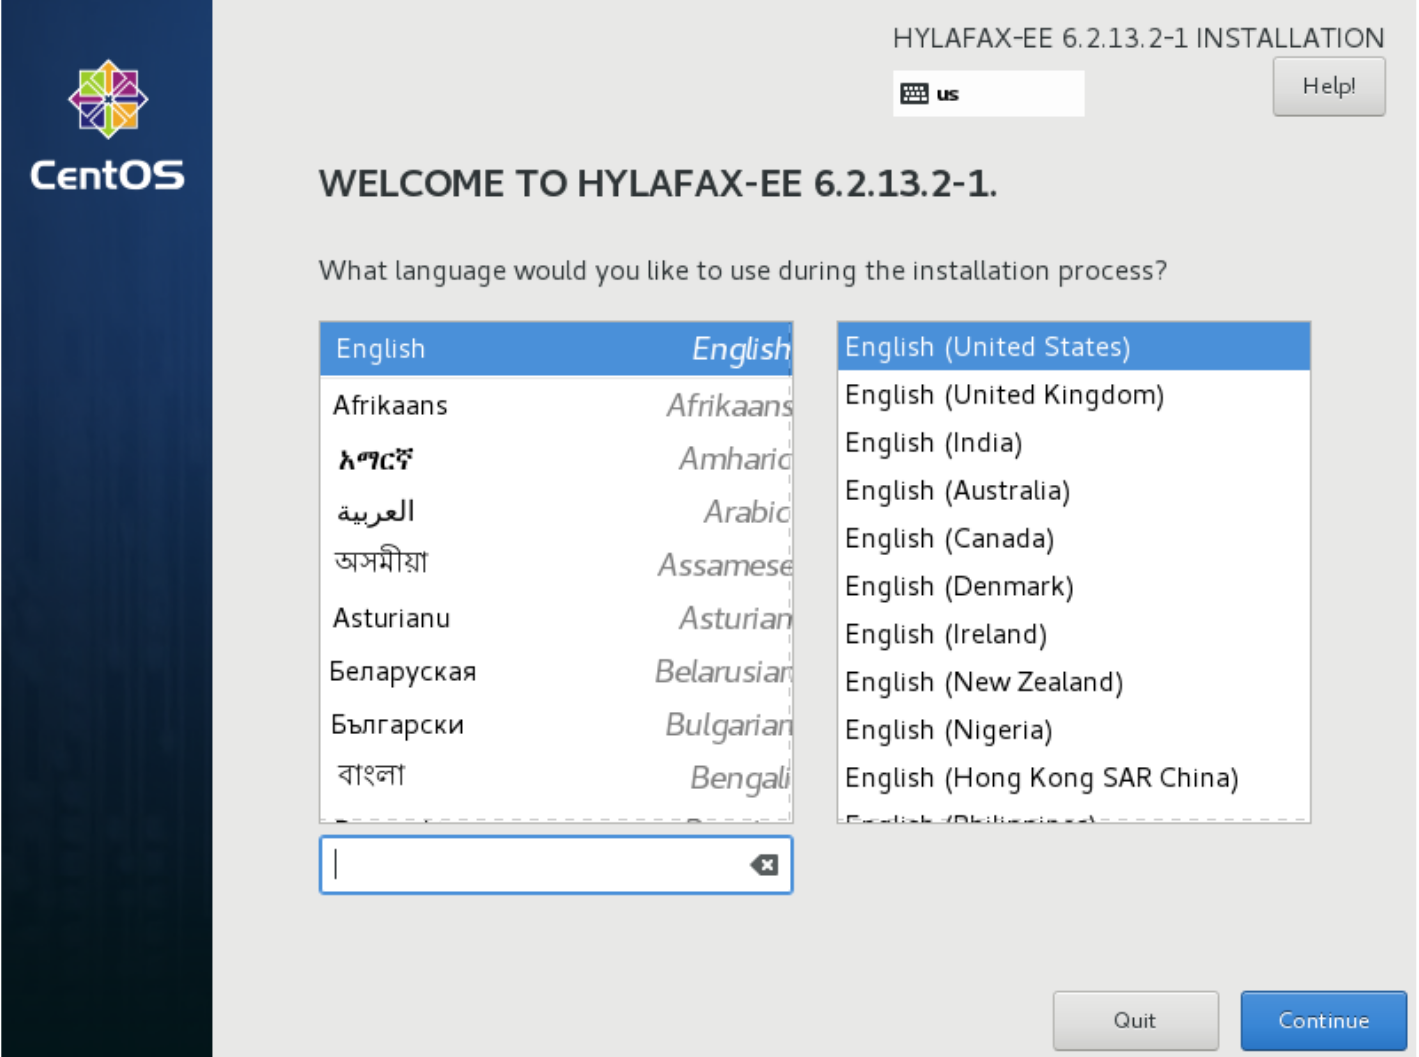 HYLAFAX-EE 6.2.13.2-1 INSTALLATION
us
Help!
CentOS
WELCOME TO HYLAFAX-EE 6.2.13.2-1.
What language would you like to use during the installation process?
English English
Afrikaans Afrikaans
አማርኛ Amharic
العربية Arabic
অসমীয়া Assamese
Asturianu Asturian
Беларуская Belarusian
Български Bulgarian
বাংলা Bengali
English (United States)
English (United Kingdom)
English (India)
English (Australia)
English (Canada)
English (Denmark)
English (Ireland)
English (New Zealand)
English (Nigeria)
English (Hong Kong SAR China)
English (Philippines)
Quit
Continue